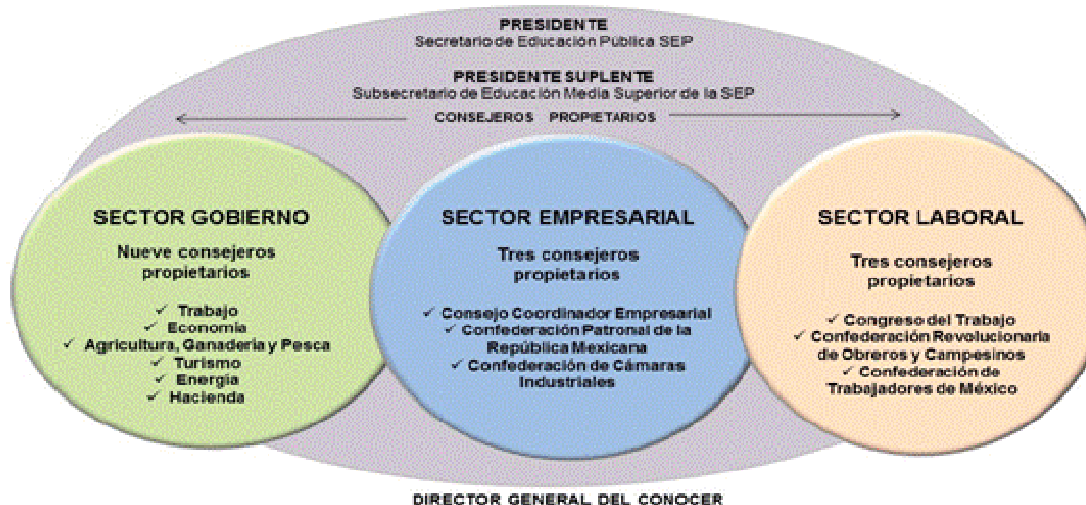 PRESIDENTE
Secretario de Educación Pública SEP
PRESIDENTE SUPLENTE
Subsecretario de Educación Media Superior de la SEP
CONSEJEROS PROPIETARIOS
SECTOR GOBIERNO
Nueve consejeros
propietarios
✓ Trabajo
✓ Economía
✓ Agricultura, Ganadería y Pesca
✓ Turismo
✓ Energía
✓ Hacienda
SECTOR EMPRESARIAL
Tres consejeros
propietarios
✓ Consejo Coordinador Empresarial
✓ Confederación Patronal de la
República Mexicana
✓ Confederación de Cámaras
Industriales
SECTOR LABORAL
Tres consejeros
propietarios
✓ Congreso del Trabajo
✓ Confederación Revolucionaria
de Obreros y Campesinos
✓ Confederación de
Trabajadores de México
DIRECTOR GENERAL DEL CONOCER